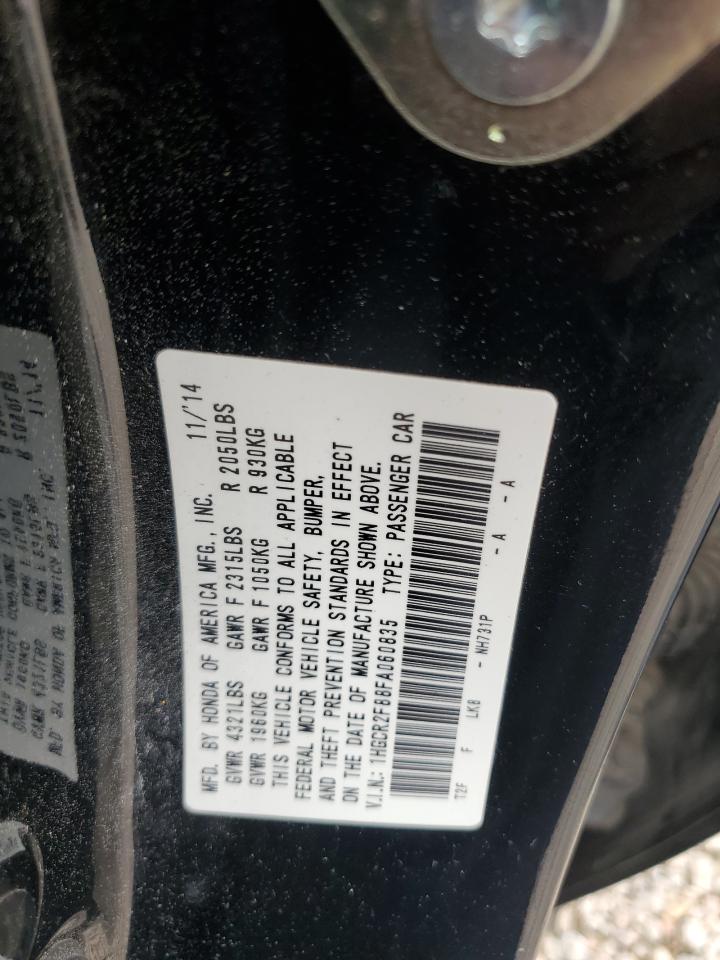 MFD. BY HONDA OF AMERICA MFG., INC. 11/'14
GVWR 4321LBS GAWR F 2315LBS R 2050LBS
GVWR 1960KG GAWR F 1050KG R 930KG
THIS VEHICLE CONFORMS TO ALL APPLICABLE
FEDERAL MOTOR VEHICLE SAFETY, BUMPER,
AND THEFT PREVENTION STANDARDS IN EFFECT
ON THE DATE OF MANUFACTURE SHOWN ABOVE.
V.I.N.: 1HGCR2F88FA060835 TYPE: PASSENGER CAR
T2F F LK8 - NH731P - A - A